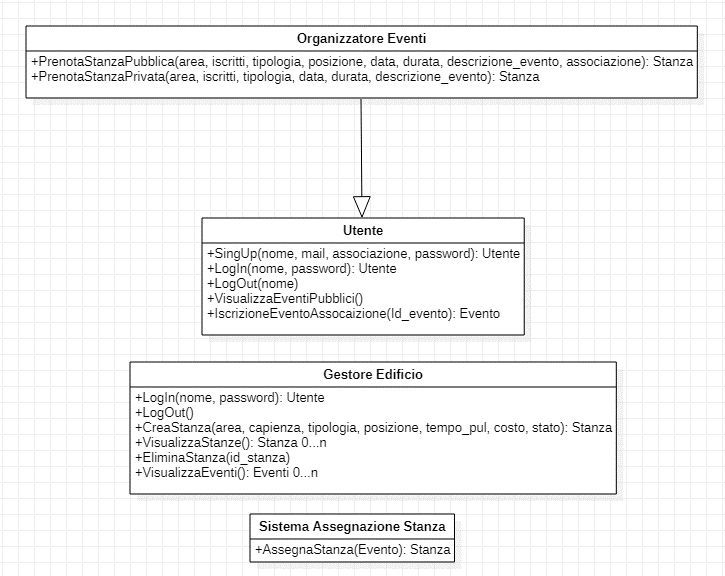 Organizzatore Eventi
+PrenotaStanzaPubblica(area, iscritti, tipologia, posizione, data, durata, descrizione_evento, associazione): Stanza
+PrenotaStanzaPrivata(area, iscritti, tipologia, data, durata, descrizione_evento): Stanza
Utente
+SingUp(nome, mail, associazione, password): Utente
+LogIn(nome, password): Utente
+LogOut(nome)
+VisualizzaEventiPubblici()
+IscrizioneEventoAssocaizione(Id_evento): Evento
Gestore Edificio
+LogIn(nome, password): Utente
+LogOut()
+CreaStanza(area, capienza, tipologia, posizione, tempo_pul, costo, stato): Stanza
+VisualizzaStanze(): Stanza 0...n
+EliminaStanza(id_stanza)
+VisualizzaEventi(): Eventi 0...n
Sistema Assegnazione Stanza
+AssegnaStanza(Evento): Stanza